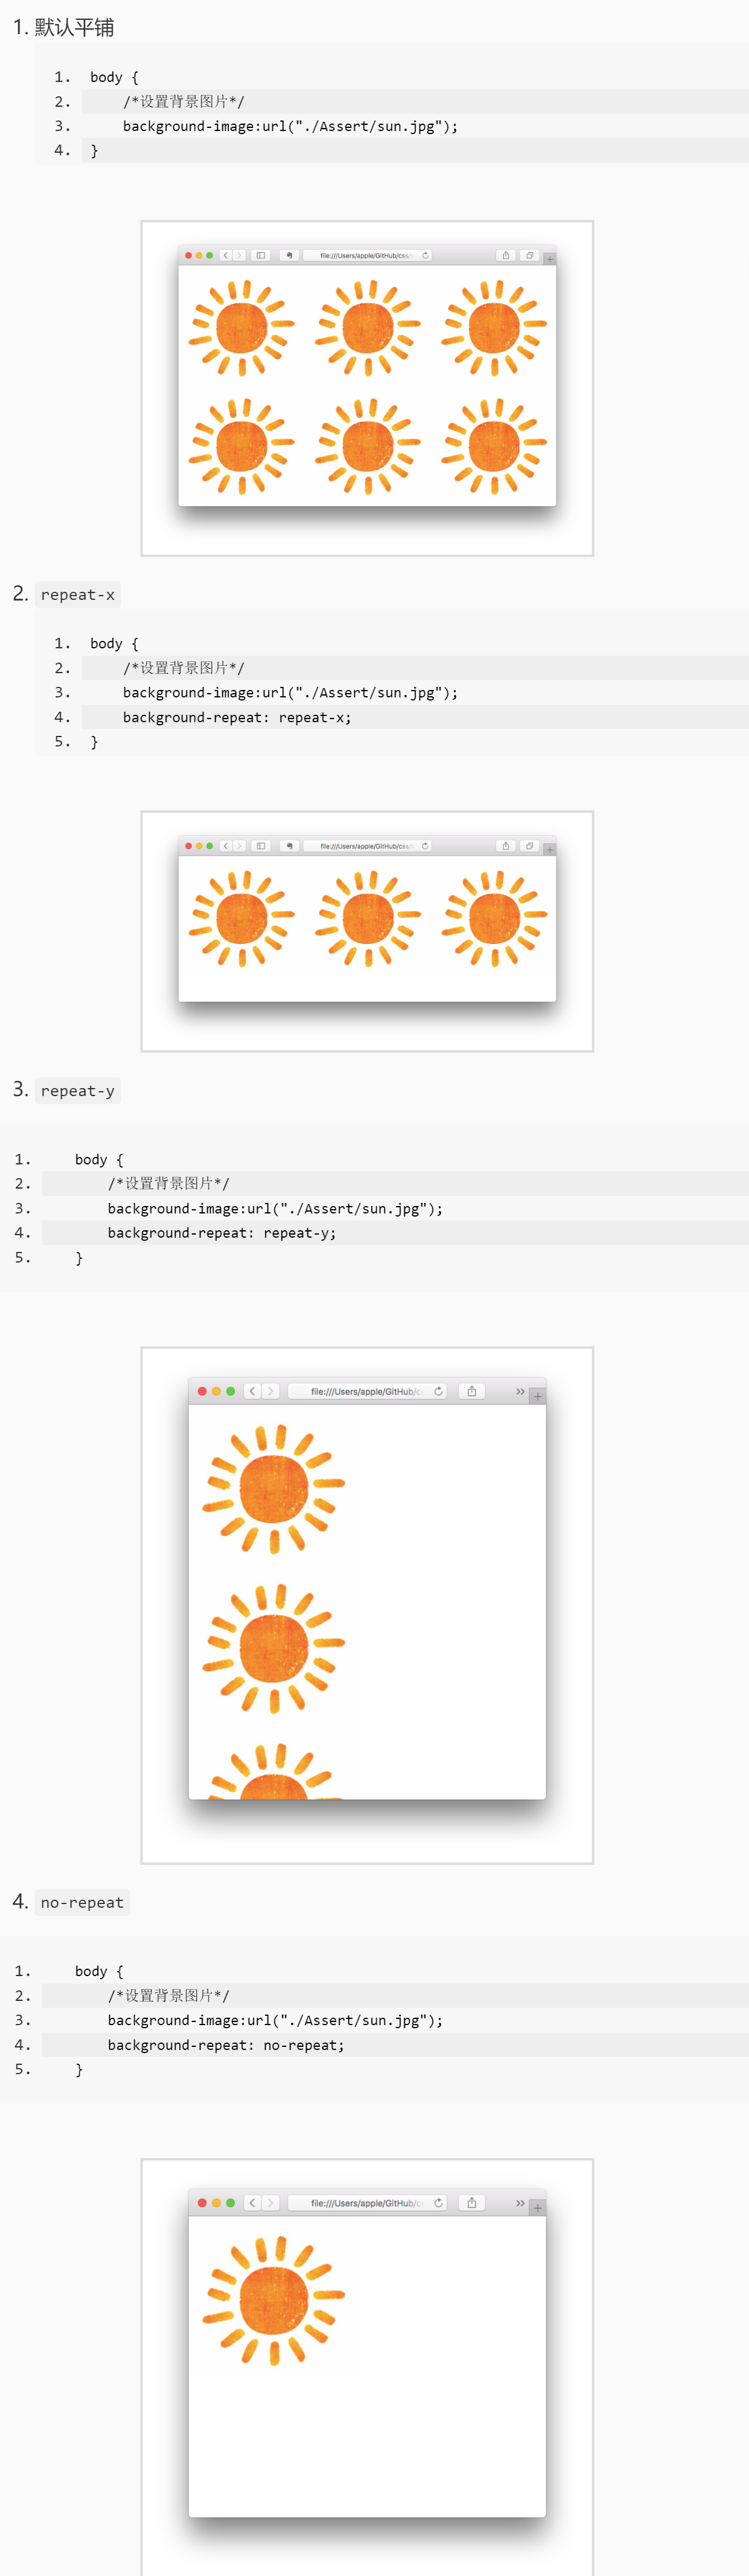 1. 默认平铺
1. body {
2. /*设置背景图片*/
3. background-image:url("./Assert/sun.jpg");
4. }
file:///Users/apple/GitHub/css/
2. repeat-x
1. body {
2. /*设置背景图片*/
3. background-image:url("./Assert/sun.jpg");
4. background-repeat: repeat-x;
5. }
file:///Users/apple/GitHub/css/
3. repeat-y
1. body {
2. /*设置背景图片*/
3. background-image:url("./Assert/sun.jpg");
4. background-repeat: repeat-y;
5. }
file:///Users/apple/GitHub/c
4. no-repeat
1. body {
2. /*设置背景图片*/
3. background-image:url("./Assert/sun.jpg");
4. background-repeat: no-repeat;
5. }
file:///Users/apple/GitHub/